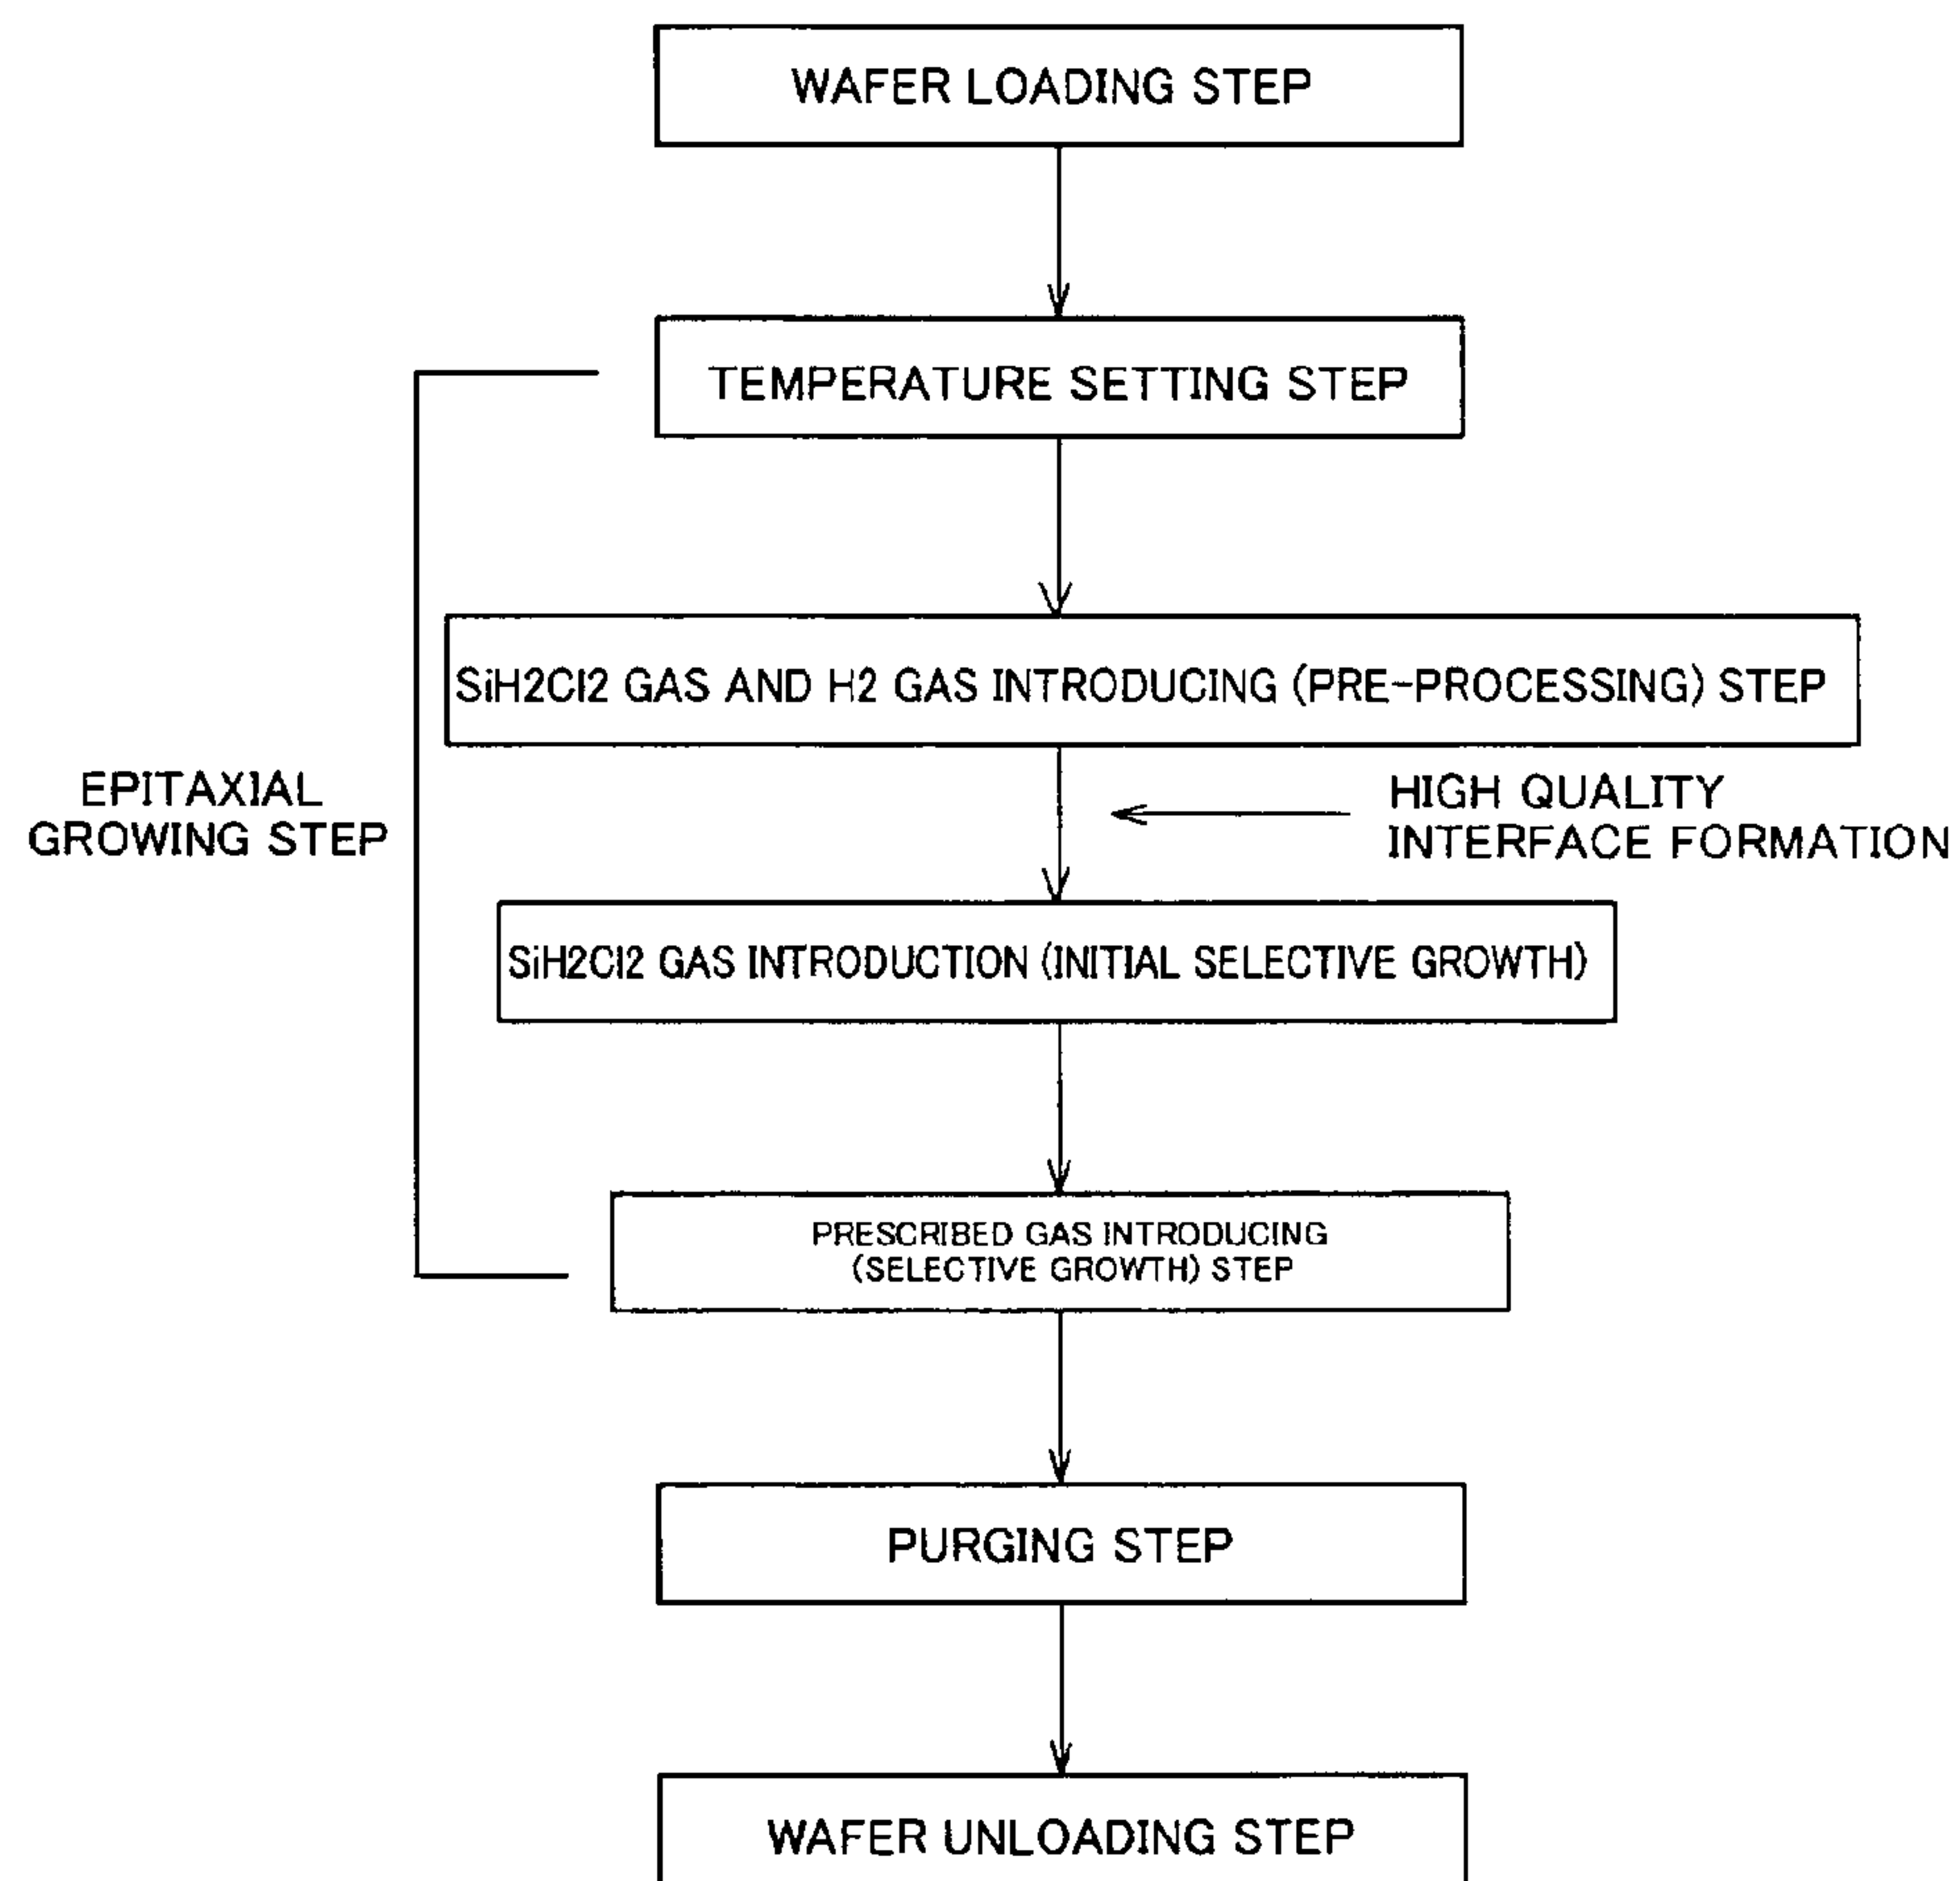 WAFER LOADING STEP
TEMPERATURE SETTING STEP
SiH2Cl2 GAS AND H2 GAS INTRODUCING (PRE-PROCESSING) STEP
EPITAXIAL
GROWING STEP
HIGH QUALITY
INTERFACE FORMATION
SiH2Cl2 GAS INTRODUCTION (INITIAL SELECTIVE GROWTH)
PRESCRIBED GAS INTRODUCING
(SELECTIVE GROWTH) STEP
PURGING STEP
WAFER UNLOADING STEP